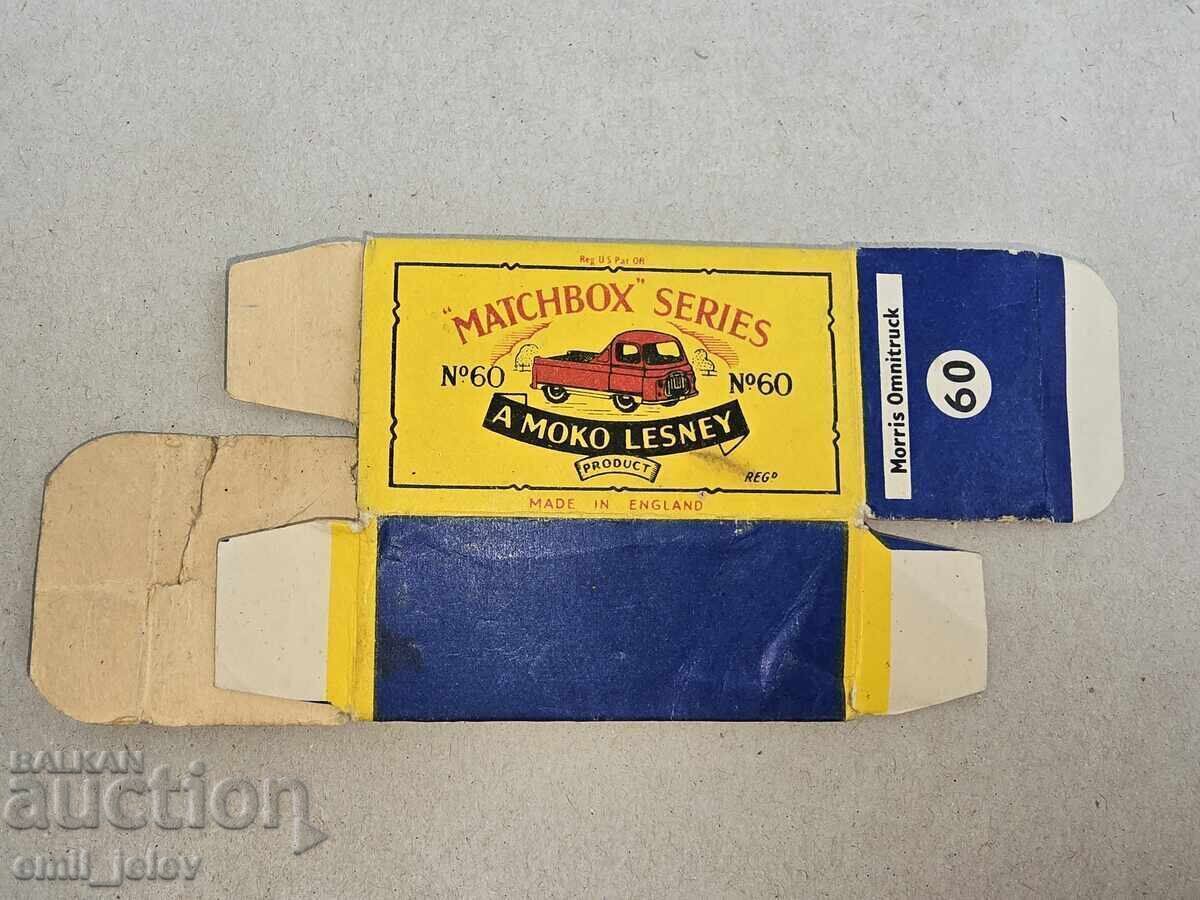 Reg U S Pat Off
"MATCHBOX" SERIES
Nº60
Nº60
A MOKO LESNEY
PRODUCT
REGD
MADE IN ENGLAND
Morris Omnitruck
60
BALKAN
auction
emil_jelev